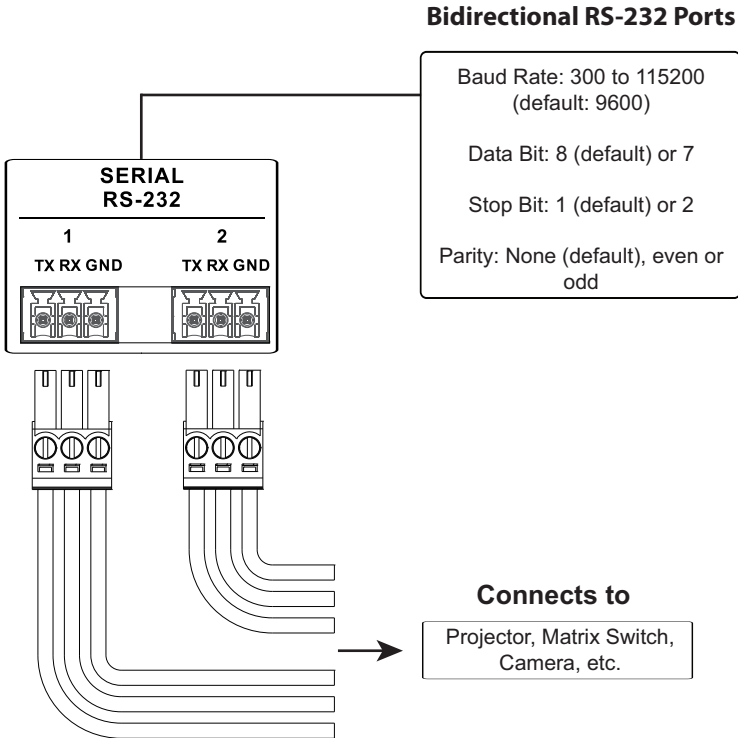 Bidirectional RS-232 Ports
Baud Rate: 300 to 115200
(default: 9600)
Data Bit: 8 (default) or 7
Stop Bit: 1 (default) or 2
Parity: None (default), even or
odd
SERIAL
RS-232
1 2
TX RX GND TX RX GND
Connects to
Projector, Matrix Switch,
Camera, etc.